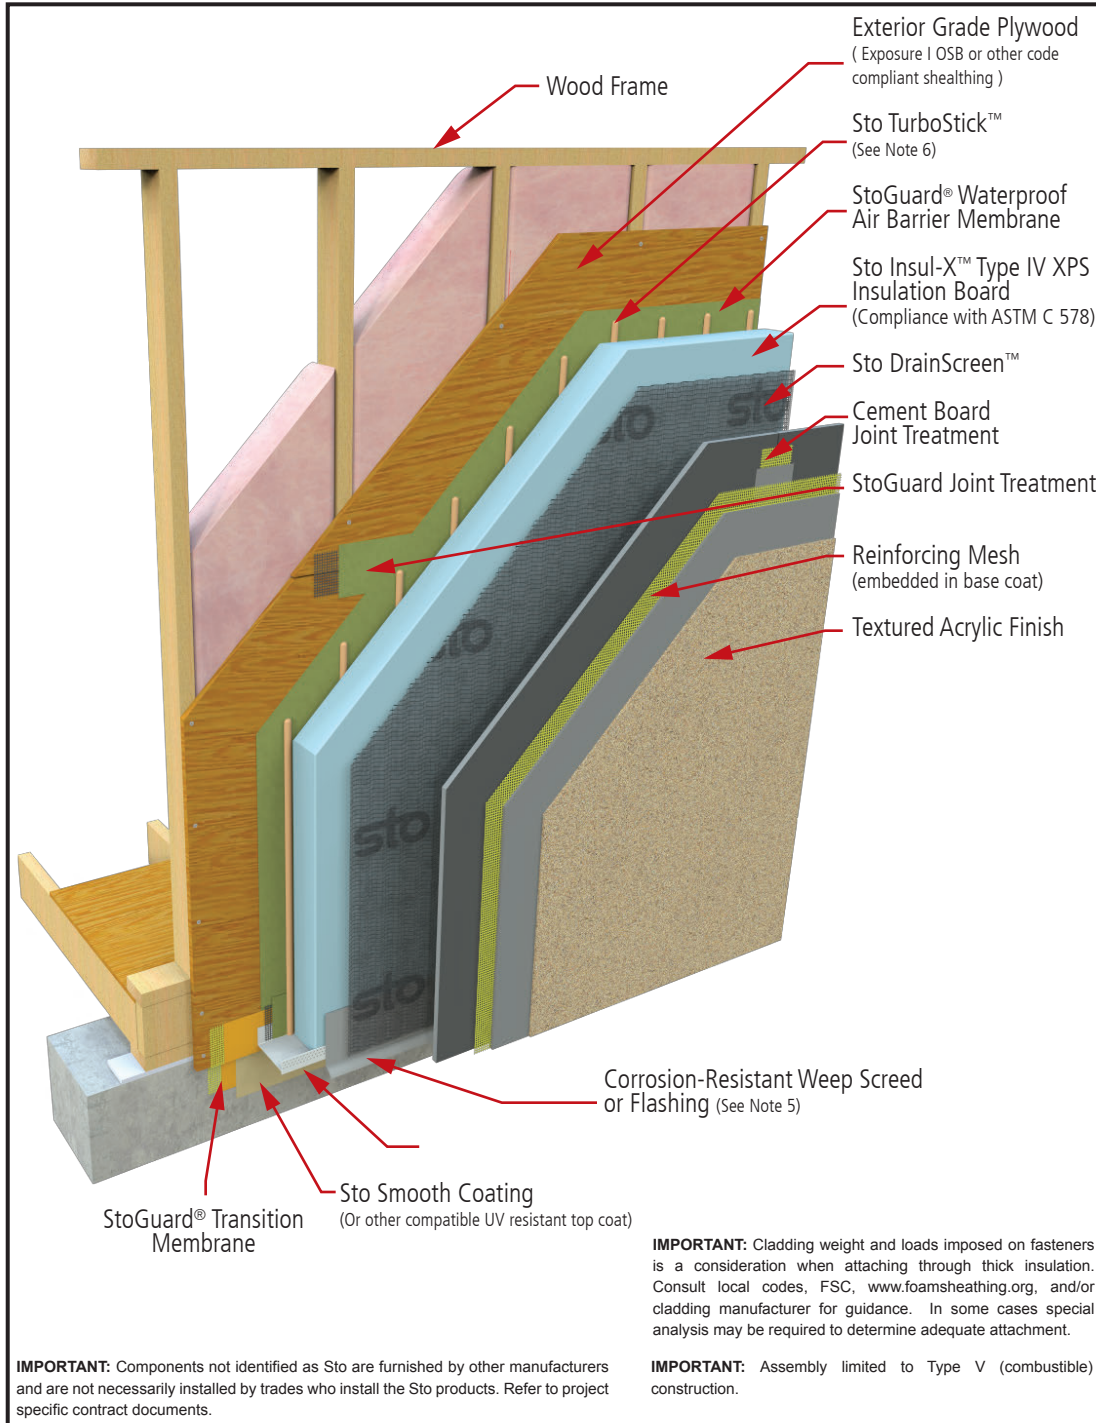 Exterior Grade Plywood
( Exposure I OSB or other code
compliant shealthing )
Wood Frame
Sto TurboStick™
(See Note 6)
StoGuard® Waterproof
Air Barrier Membrane
Sto Insul-X™ Type IV XPS
Insulation Board
(Compliance with ASTM C 578)
Sto DrainScreen™
Cement Board
Joint Treatment
StoGuard Joint Treatment
Reinforcing Mesh
(embedded in base coat)
Textured Acrylic Finish
sto
sto
sto
sto
sto
Corrosion-Resistant Weep Screed
or Flashing (See Note 5)
Sto Smooth Coating
(Or other compatible UV resistant top coat)
StoGuard® Transition
Membrane
IMPORTANT: Cladding weight and loads imposed on fasteners
is a consideration when attaching through thick insulation.
Consult local codes, FSC, www.foamsheathing.org, and/or
cladding manufacturer for guidance. In some cases special
analysis may be required to determine adequate attachment.
IMPORTANT: Components not identified as Sto are furnished by other manufacturers
and are not necessarily installed by trades who install the Sto products. Refer to project
specific contract documents.
IMPORTANT: Assembly limited to Type V (combustible)
construction.